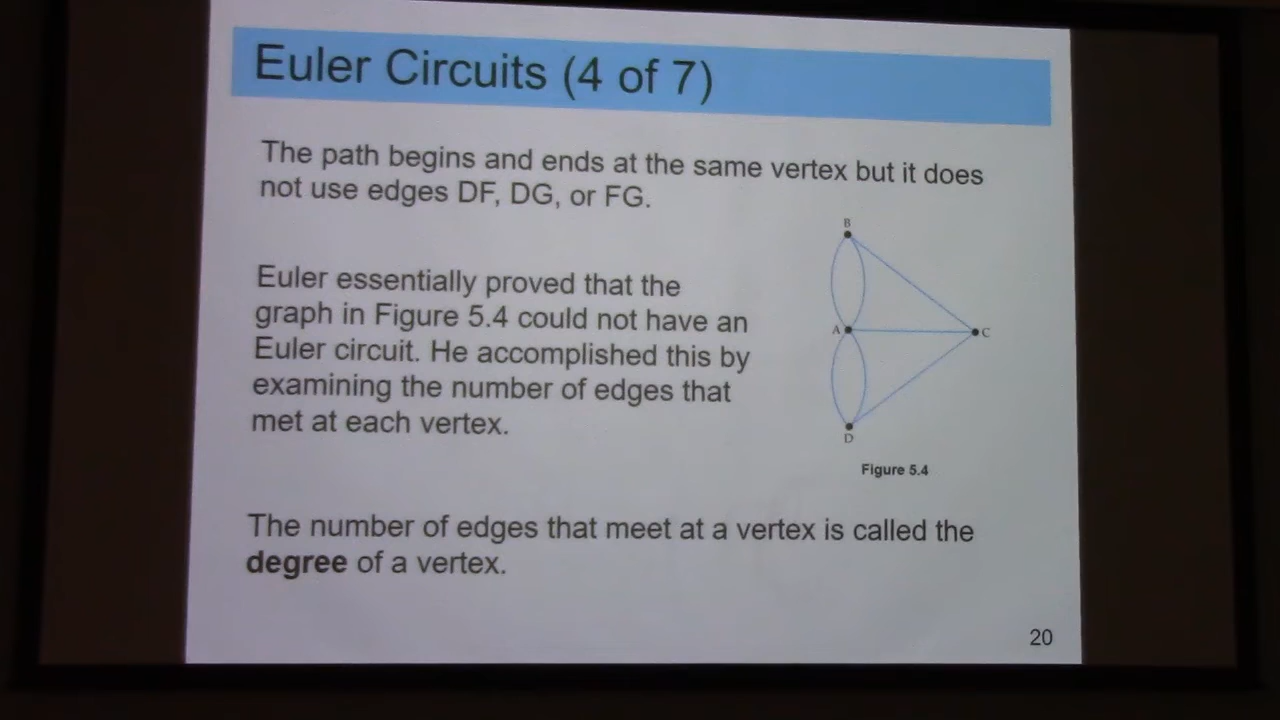 Euler Circuits (4 of 7)
The path begins and ends at the same vertex but it does
not use edges DF, DG, or FG.
Euler essentially proved that the
graph in Figure 5.4 could not have an
Euler circuit. He accomplished this by
examining the number of edges that
met at each vertex.
B
A
C
D
Figure 5.4
The number of edges that meet at a vertex is called the
degree of a vertex.
20